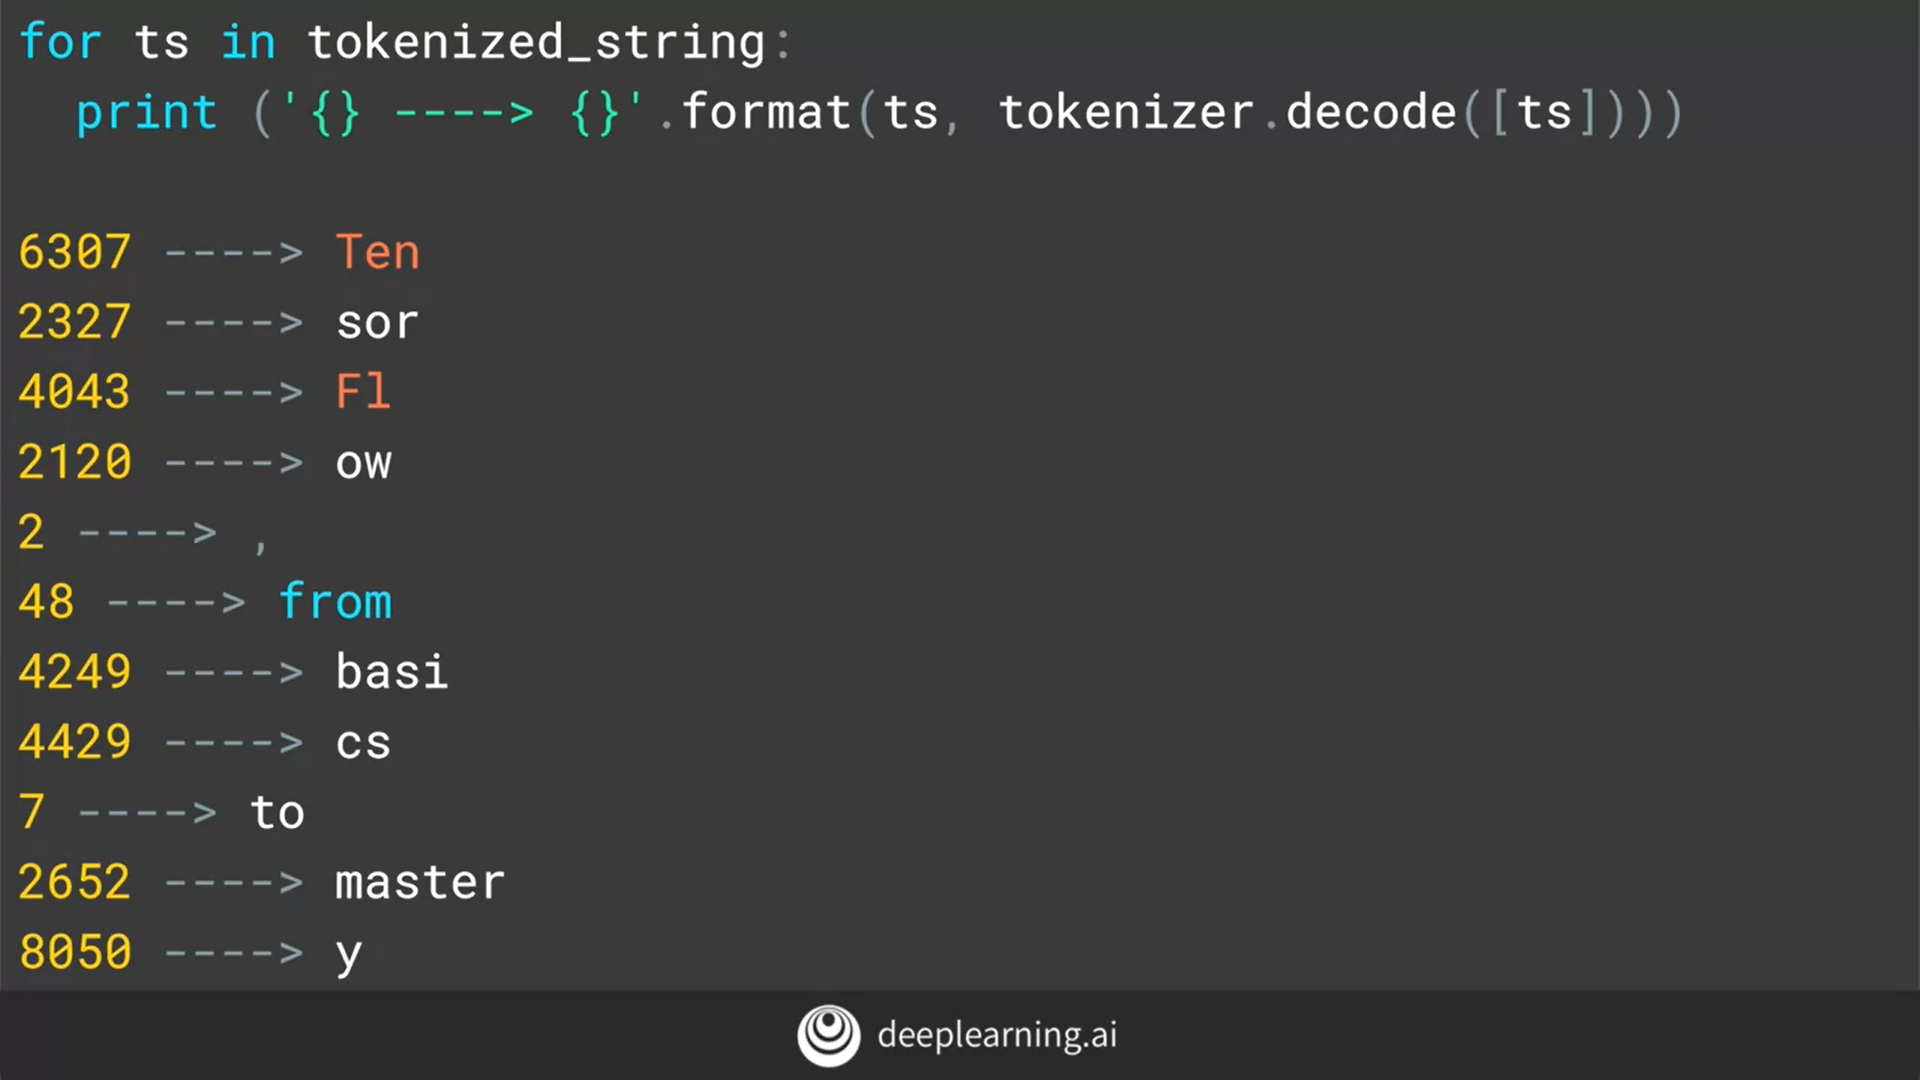 for ts in tokenized_string:
  print ('{} ----> {}'.format(ts, tokenizer.decode([ts])))
6307 ----> Ten
2327 ----> sor
4043 ----> Fl
2120 ----> ow
2 ----> ,
48 ----> from
4249 ----> basi
4429 ----> cs
7 ----> to
2652 ----> master
8050 ----> y
deeplearning.ai